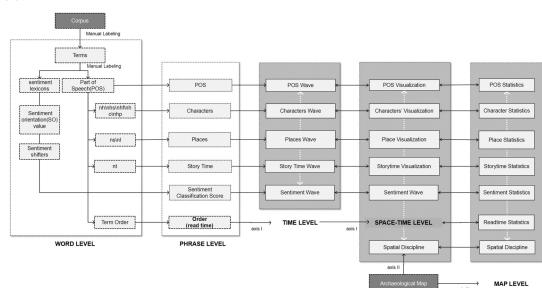 Corpus
Manual Labeling
Terms
Manual Labeling
sentiment
lexicons
Part of
Speech(POS)
Sentiment
orientation(SO)
value
Sentiment
shifters
ns\nt
nt
Term Order
WORD LEVEL
POS
Characters
Places
Story Time
Sentiment
Classification Score
Order
(read time)
PHRASE LEVEL
POS Wave
Characters Wave
Places Wave
Story Time Wave
Sentiment Wave
axis I
TIME LEVEL
axis I
POS Visualization
Characters Visualization
Place Visualization
Storytime Visualization
Sentiment Wave
SPACE-TIME LEVEL
Spatial Discipline
axis II
Archaeological Map
POS Statistics
Character Statistics
Place Statistics
Storytime Statistics
Sentiment Statistics
Readtime Statistics
Spatial Discipline
MAP LEVEL